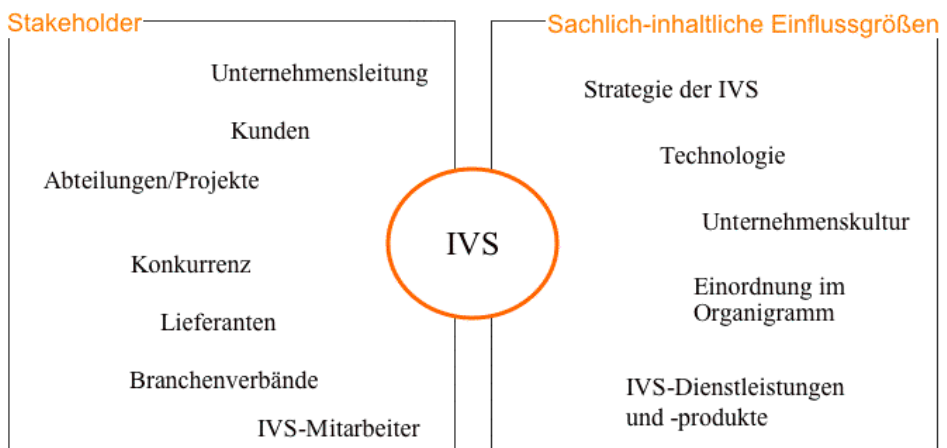 Stakeholder
Unternehmensleitung
Kunden
Abteilungen/Projekte
Konkurrenz
Lieferanten
Branchenverbände
IVS-Mitarbeiter
IVS
Sachlich-inhaltliche Einflussgrößen
Strategie der IVS
Technologie
Unternehmenskultur
Einordnung im
Organigramm
IVS-Dienstleistungen
und -produkte